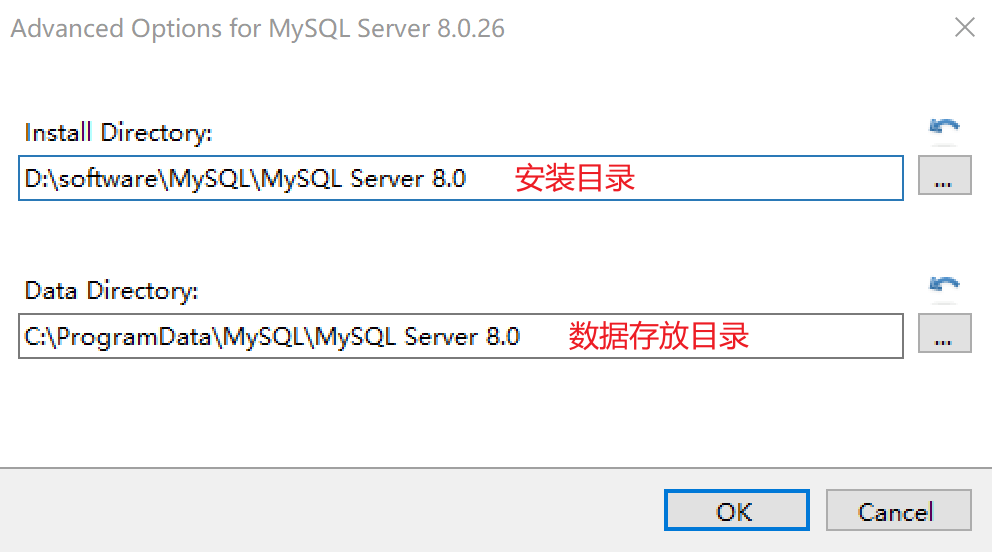 Advanced Options for MySQL Server 8.0.26
Install Directory:
D:\software\MySQL\MySQL Server 8.0 安装目录
...
Data Directory:
C:\ProgramData\MySQL\MySQL Server 8.0 数据存放目录
...
OK Cancel